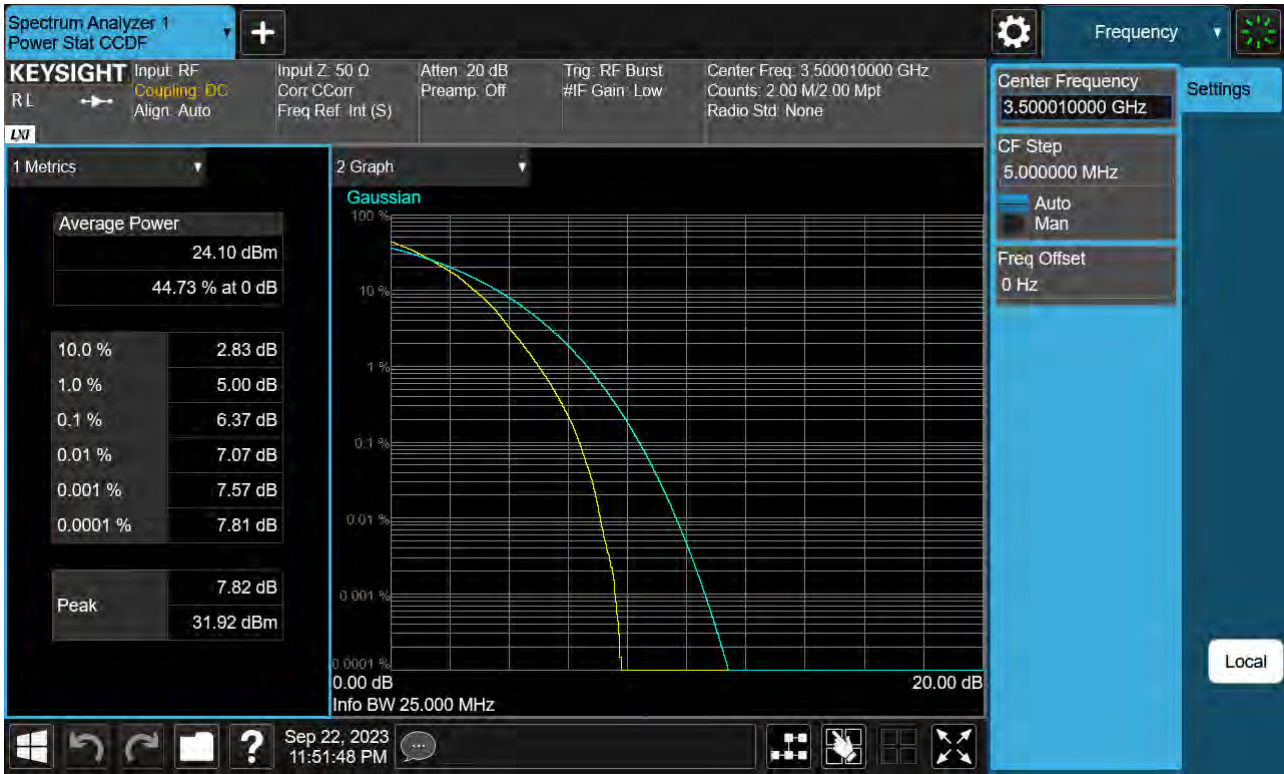 Spectrum Analyzer 1
Power Stat CCDF
+
Frequency
KEYSIGHT
RL
LXI
Input: RF
Coupling: DC
Align: Auto
Input Z: 50 Ω
Corr CCorr
Freq Ref: Int (S)
Atten: 20 dB
Preamp: Off
Trig: RF Burst
#IF Gain: Low
Center Freq: 3.500010000 GHz
Counts: 2.00 M/2.00 Mpt
Radio Std: None
Center Frequency
3.500010000 GHz
Settings
CF Step
5.000000 MHz
Auto
Man
Freq Offset
0 Hz
1 Metrics
Average Power
24.10 dBm
44.73 % at 0 dB
10.0 % 2.83 dB
1.0 % 5.00 dB
0.1 % 6.37 dB
0.01 % 7.07 dB
0.001 % 7.57 dB
0.0001 % 7.81 dB
Peak
7.82 dB
31.92 dBm
2 Graph
Gaussian
100 %
10 %
1 %
0.1 %
0.01 %
0.001 %
0.0001 %
0.00 dB
20.00 dB
Info BW 25.000 MHz
Local
?
Sep 22, 2023
11:51:48 PM